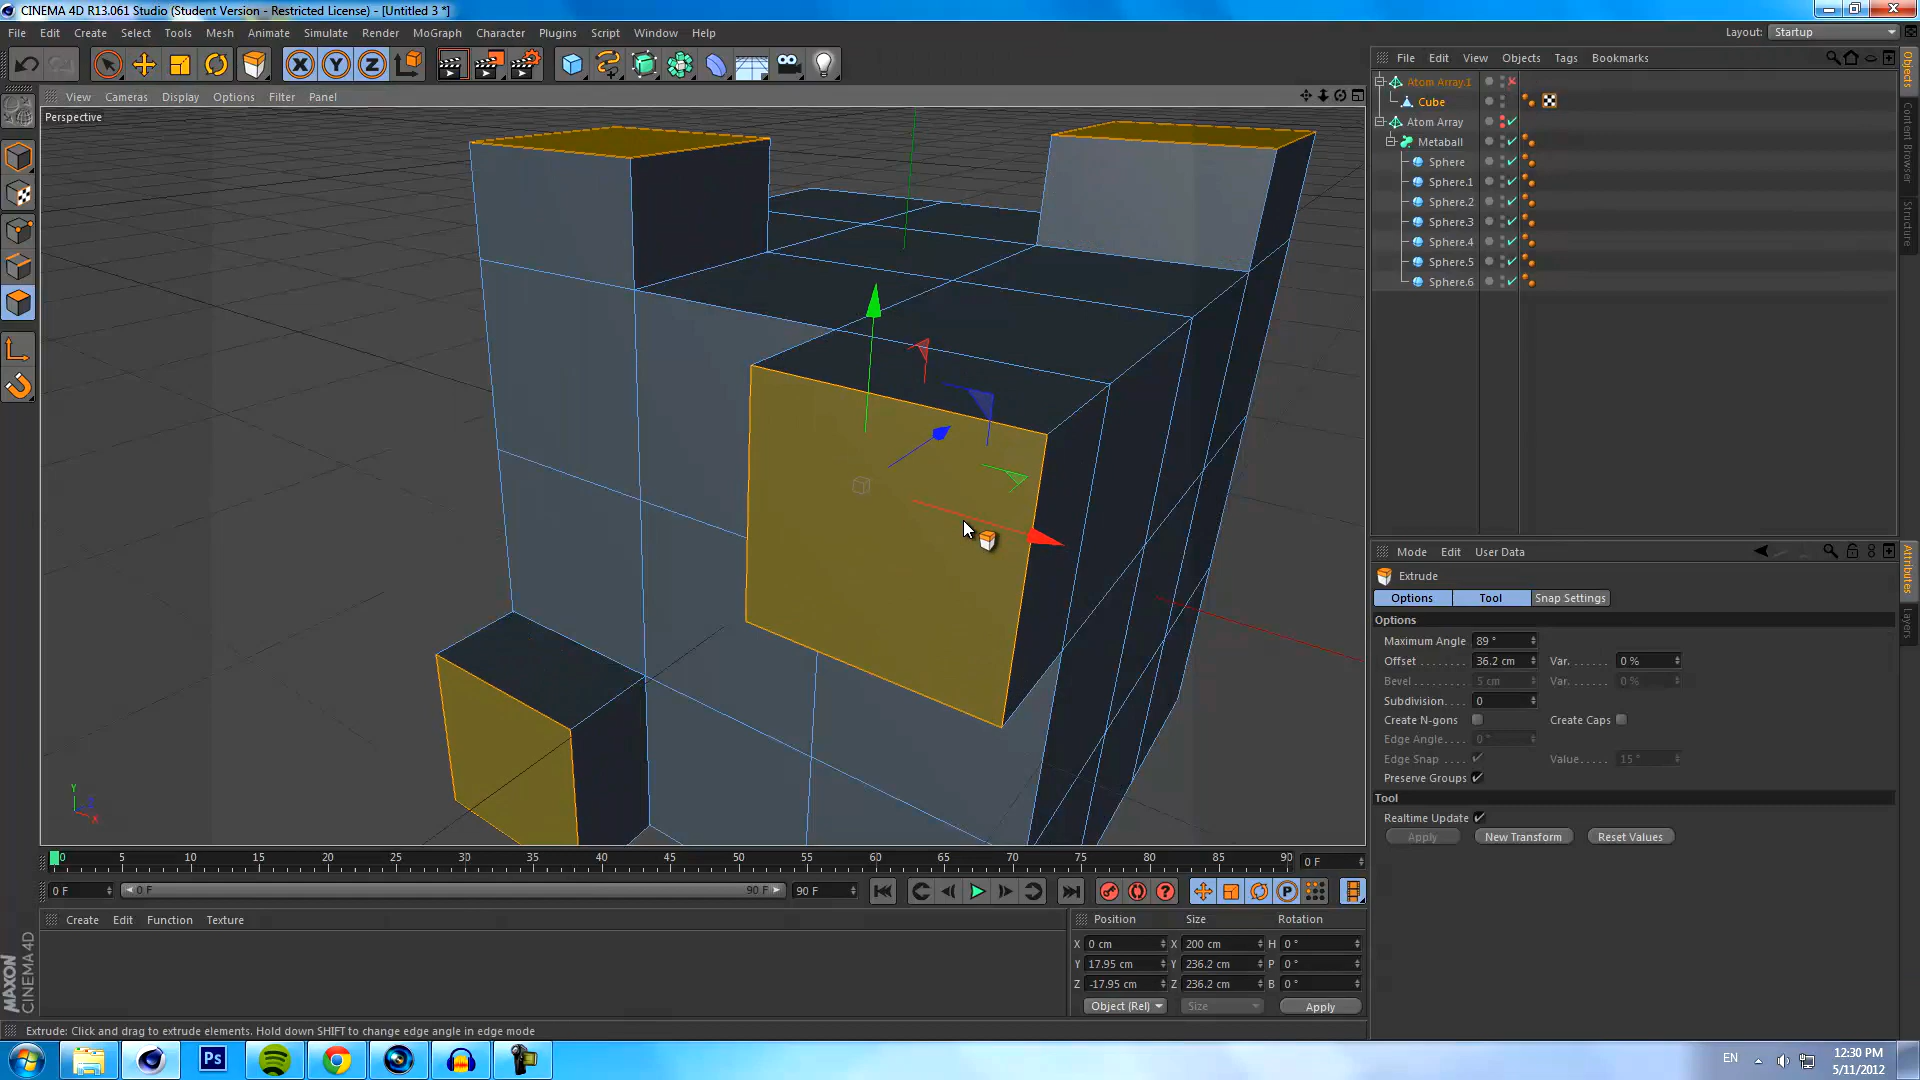 CINEMA 4D R13.061 Studio (Student Version - Restricted License) - [Untitled 3 *]
File Edit Create Select Tools Mesh Animate Simulate Render MoGraph Character Plugins Script Window Help Layout: Startup
File Edit View Objects Tags Bookmarks
Atom Array.1
Cube
Atom Array
Metaball
Sphere
Sphere.1
Sphere.2
Sphere.3
Sphere.4
Sphere.5
Sphere.6
Objects
Content Browser
Structure
View Cameras Display Options Filter Panel
Perspective
Y
Z
X
Mode Edit User Data
Extrude
Options Tool Snap Settings
Options
Maximum Angle 89 °
Offset 36.2 cm Var. 0 %
Bevel 5 cm Var. 0 %
Subdivision 0
Create N-gons Create Caps
Edge Angle 0 °
Edge Snap Value 15 °
Preserve Groups
Tool
Realtime Update
Apply New Transform Reset Values
Attributes
Layers
0 5 10 15 20 25 30 35 40 45 50 55 60 65 70 75 80 85 90 0 F
0 F 0 F 90 F 90 F
P
Create Edit Function Texture
Position Size Rotation
X 0 cm X 200 cm H 0 °
Y 17.95 cm Y 236.2 cm P 0 °
Z -17.95 cm Z 236.2 cm B 0 °
Object (Rel) Size Apply
MAXON
CINEMA 4D
Extrude: Click and drag to extrude elements. Hold down SHIFT to change edge angle in edge mode
Ps
EN
12:30 PM
5/11/2012